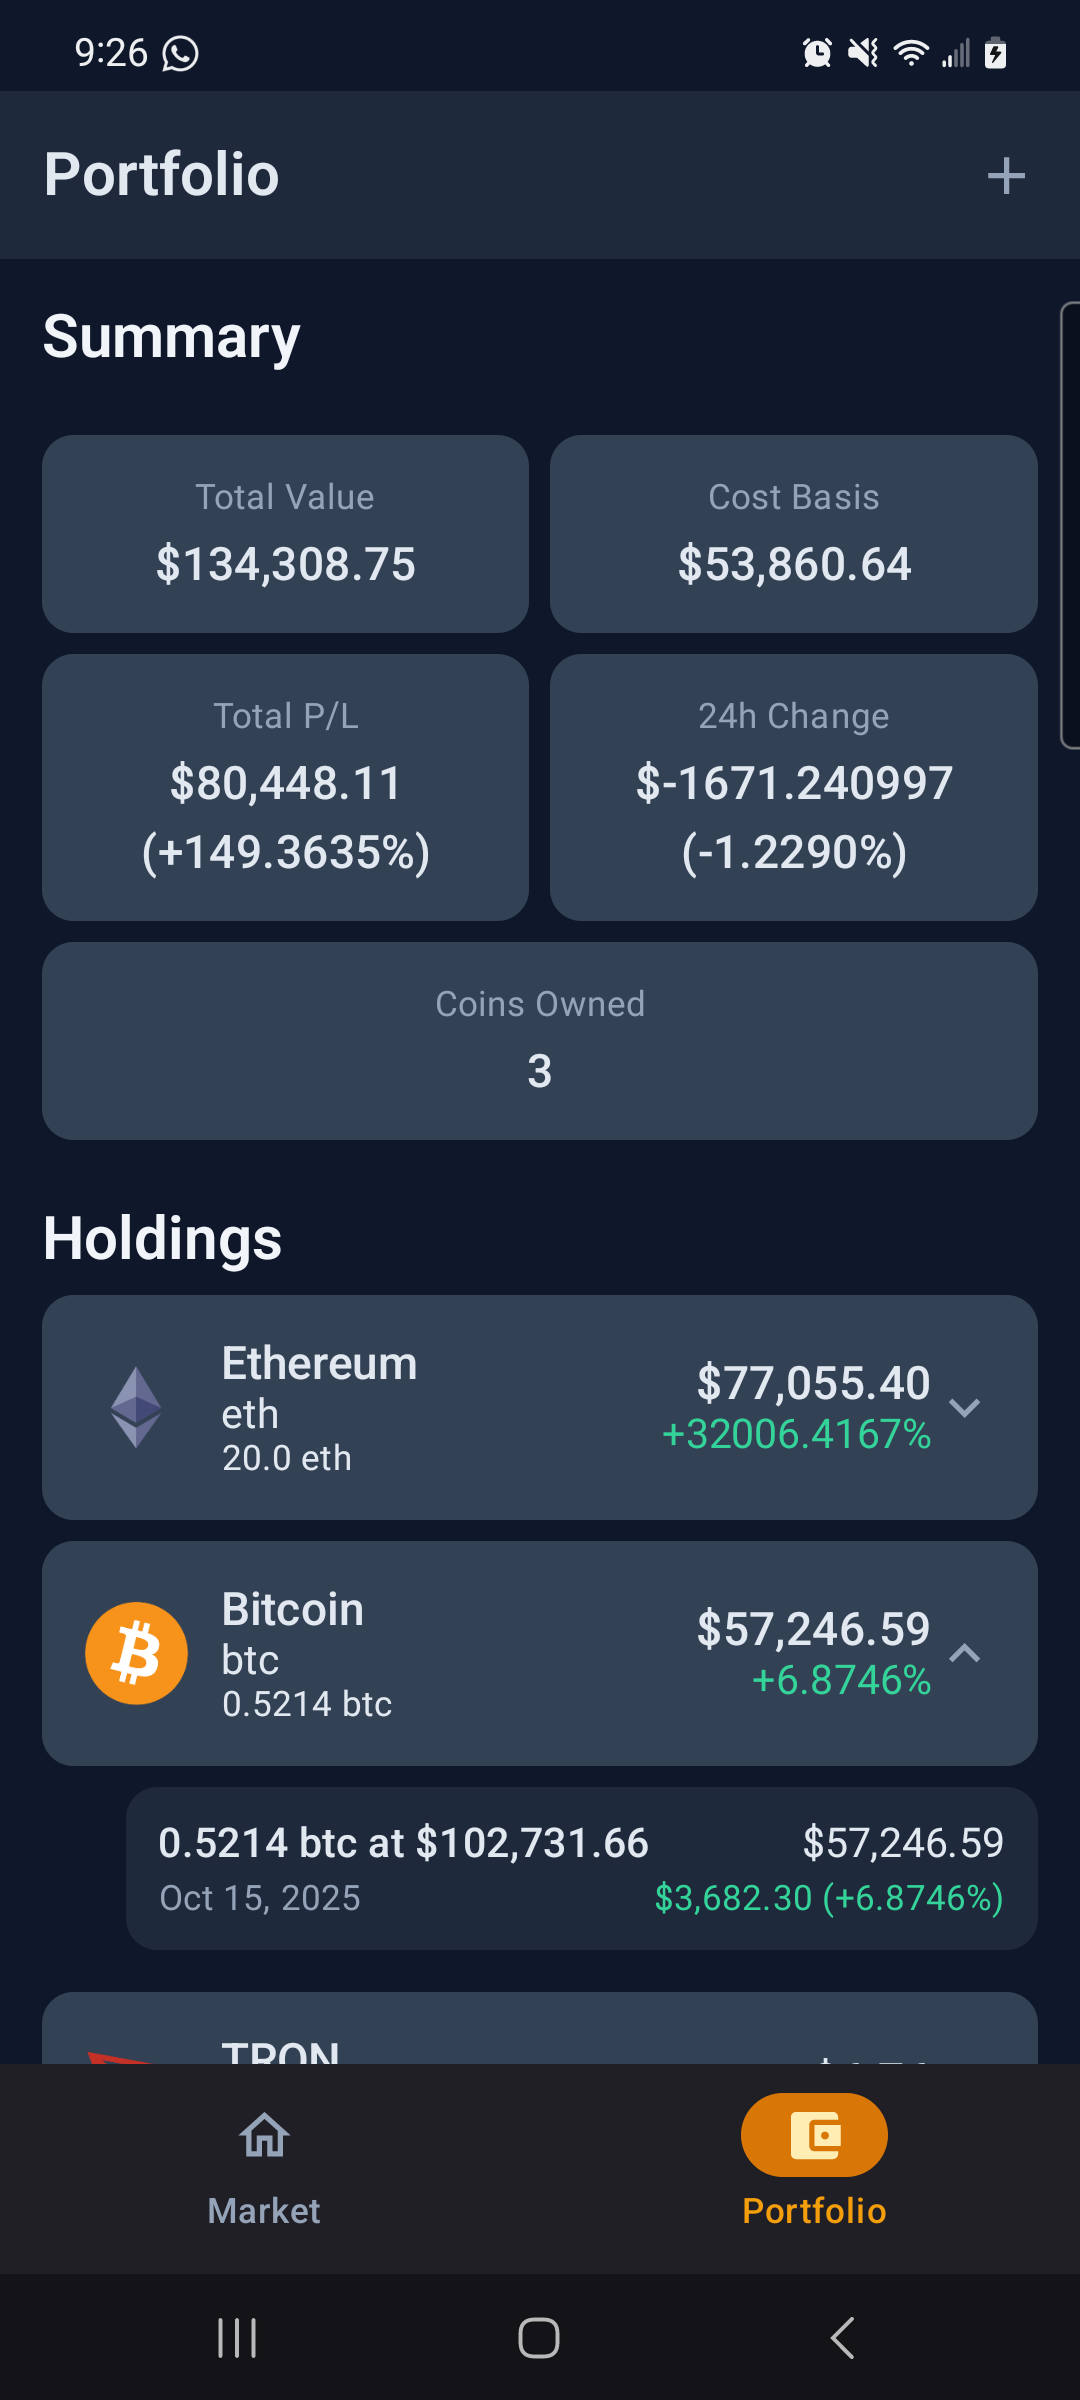 9:26
Portfolio
Summary
Total Value
$134,308.75
Cost Basis
$53,860.64
Total P/L
$80,448.11
(+149.3635%)
24h Change
$-1671.240997
(-1.2290%)
Coins Owned
3
Holdings
Ethereum
eth
20.0 eth
$77,055.40
+32006.4167%
Bitcoin
btc
0.5214 btc
$57,246.59
+6.8746%
0.5214 btc at $102,731.66
$57,246.59
Oct 15, 2025
$3,682.30 (+6.8746%)
TRON
Market
Portfolio